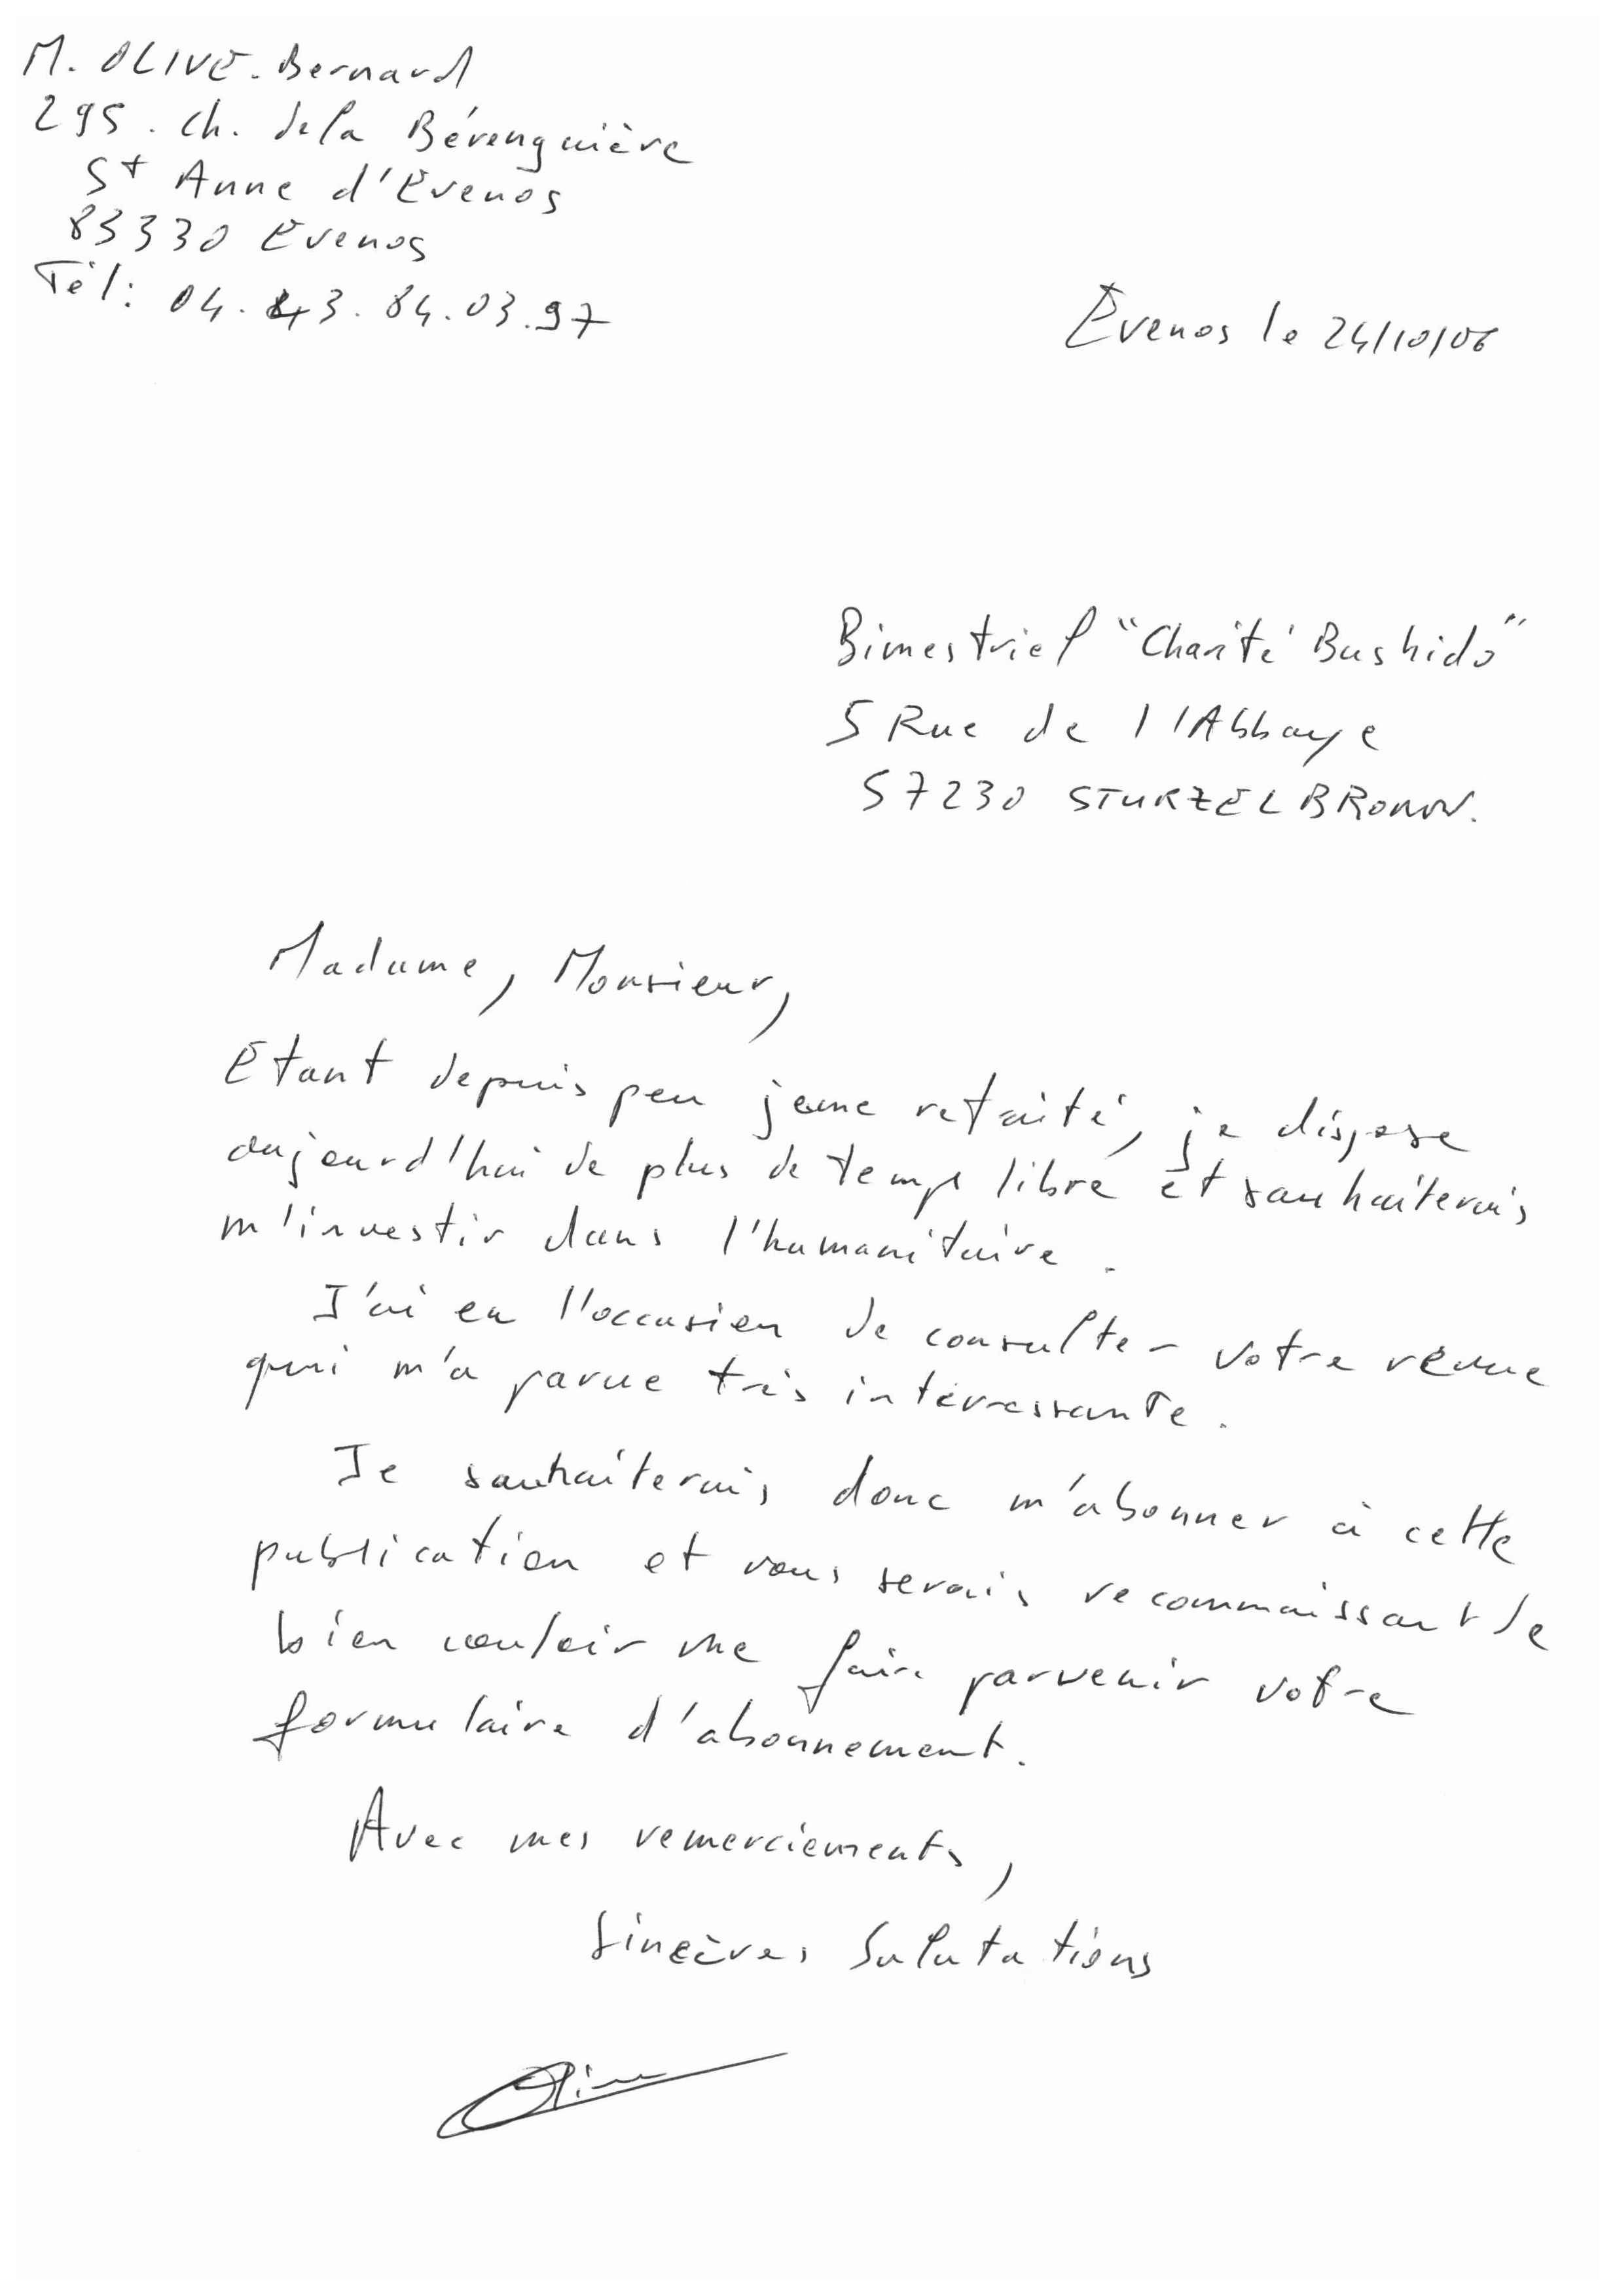 M. OLIVE. Bernard
295. Ch. de la Bérenguière
St Anne d'Evenos
83330 Evenos
Tél: 04.43.84.03.97
Evenos le 24/10/06
Bimestriel "Charité Bushido"
5 Rue de l'Abbaye
57230 STURZELBRONN.
Madame, Monsieur,
Etant depuis peu jeune retraité, je dispose
aujourd'hui de plus de temps libre et souhaiterais
m'investir dans l'humanitaire.
J'ai eu l'occasion de consulter votre revue
qui m'a parue très intérressante.
Je souhaiterais donc m'abonner à cette
publication et vous serais reconnaissant de
bien vouloir me faire parvenir votre
formulaire d'abonnement.
Avec mes remerciements,
Sincères Salutations